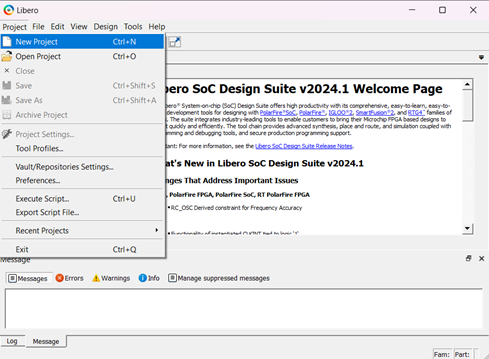 Libero
Project File Edit View Design Tools Help
New Project Ctrl+N
Open Project Ctrl+O
Close
Save Ctrl+Shift+S
Save As Ctrl+Shift+A
Archive Project
Project Settings...
Tool Profiles...
Vault/Repositories Settings...
Preferences...
Execute Script... Ctrl+U
Export Script File...
Recent Projects
Exit Ctrl+Q
ero SoC Design Suite v2024.1 Welcome Page
ero® System-on-chip (SoC) Design Suite offers high productivity with its comprehensive, easy-to-learn, easy-to-
development tools for designing with PolarFire®SoC, PolarFire®, IGLOO®2, SmartFusion®2, and RTG4™ families of
. The suite integrates industry-leading tools to enable customers to bring their Microchip FPGA based designs to
quickly and efficiently. The tool chain provides advanced synthesis, place and route, and simulation coupled with
mming and debugging tools, and secure production programming support.
tant: For more information, see the Libero SoC Design Suite Release Notes.
at's New in Libero SoC Design Suite v2024.1
nges That Address Important Issues
, PolarFire FPGA, PolarFire SoC, RT PolarFire FPGA
•RC_OSC Derived constraint for Frequency Accuracy
•Functionality of instantiated CLKINT tied to logic '1'
Message
Messages Errors Warnings Info Manage suppressed messages
Log Message
Fam: Part: